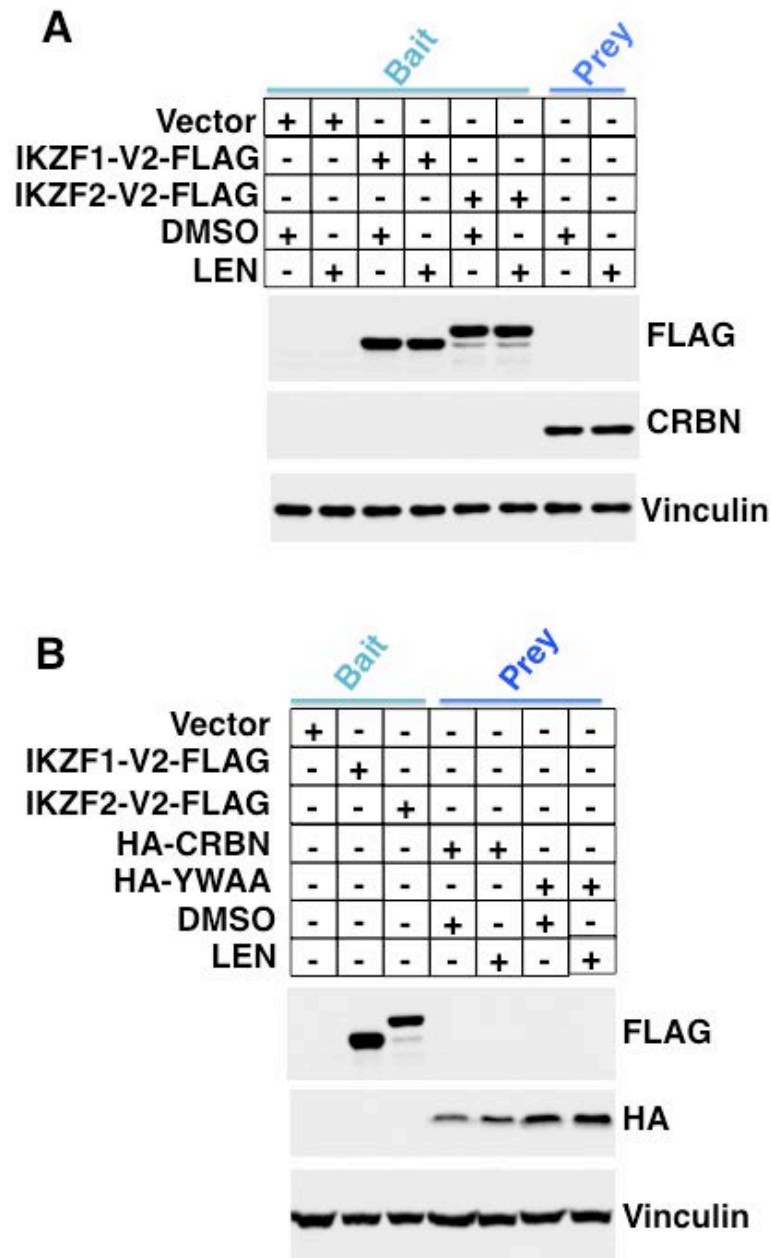 A
Bait Prey
Vector + + - - - - - -
IKZF1-V2-FLAG - - + + - - - -
IKZF2-V2-FLAG - - - - + + - -
DMSO + - + - + - + -
LEN - + - + - + - +
FLAG
CRBN
Vinculin
B
Bait Prey
Vector + - - - - - -
IKZF1-V2-FLAG - + - - - - -
IKZF2-V2-FLAG - - + - - - -
HA-CRBN - - - + + - -
HA-YWAA - - - - - + +
DMSO - - - + - + -
LEN - - - - + - +
FLAG
HA
Vinculin